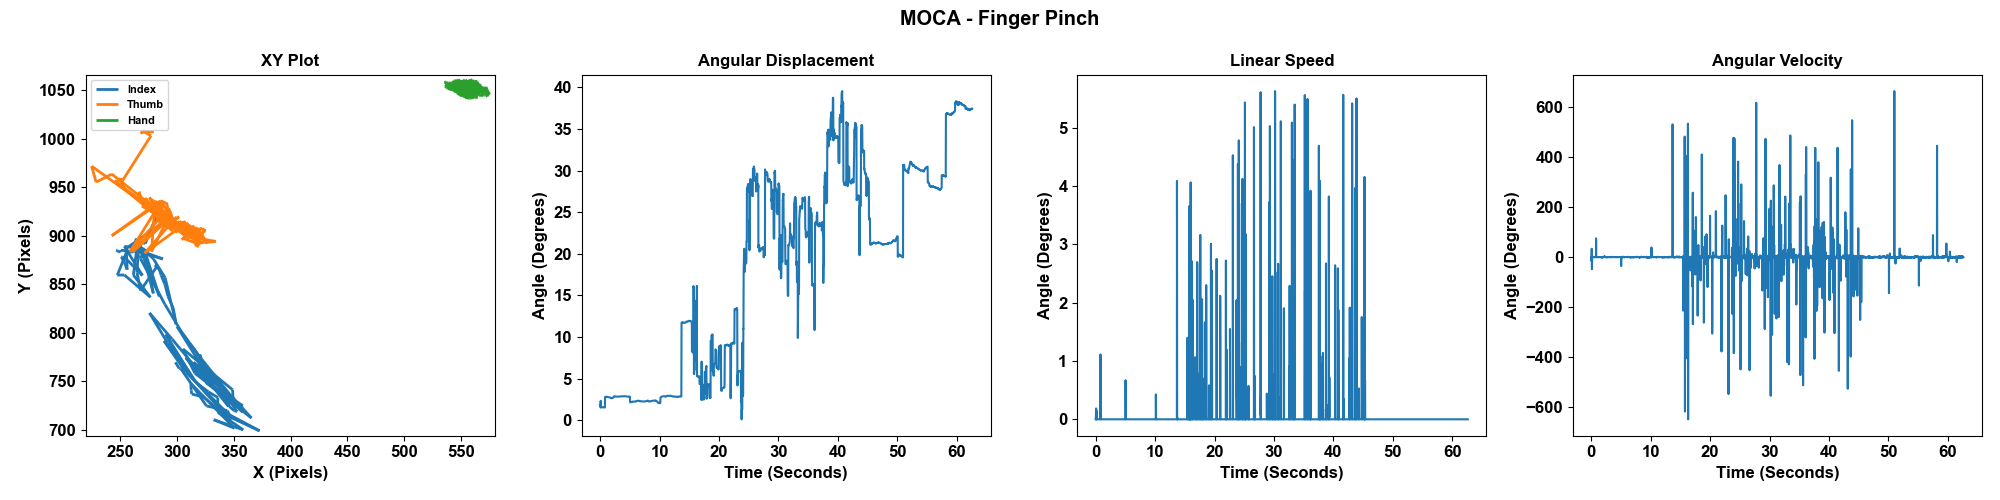 MOCA - Finger Pinch
XY Plot
Index
Thumb
Hand
1050
1000
950
900
850
800
750
700
Y (Pixels)
250 300 350 400 450 500 550
X (Pixels)
Angular Displacement
40
35
30
25
20
15
10
5
0
Angle (Degrees)
0 10 20 30 40 50 60
Time (Seconds)
Linear Speed
5
4
3
2
1
0
Angle (Degrees)
0 10 20 30 40 50 60
Time (Seconds)
Angular Velocity
600
400
200
0
−200
−400
−600
Angle (Degrees)
0 10 20 30 40 50 60
Time (Seconds)